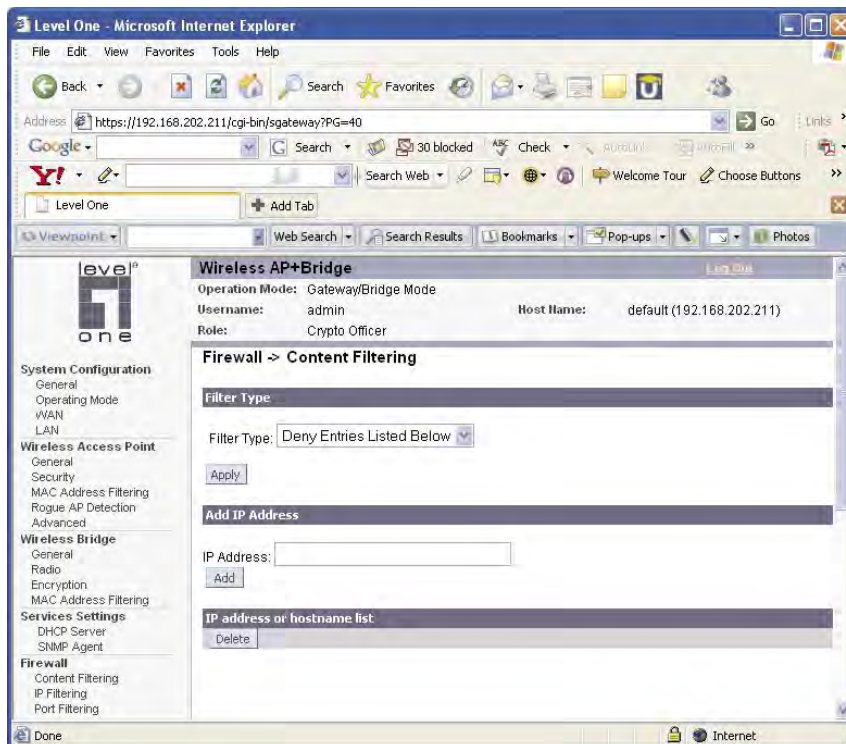 Level One - Microsoft Internet Explorer
File Edit View Favorites Tools Help
Back Search Favorites
Address https://192.168.202.211/cgi-bin/sgateway?PG=40 Go Links
Google Search 30 blocked ABC Check AutoLink AutoFill
Y! Search Web Welcome Tour Choose Buttons
Level One Add Tab
Viewpoint Web Search Search Results Bookmarks Pop-ups Photos
level one
Wireless AP+Bridge Log Out
Operation Mode: Gateway/Bridge Mode
Username: admin Host Name: default (192.168.202.211)
Role: Crypto Officer
System Configuration
General
Operating Mode
WAN
LAN
Wireless Access Point
General
Security
MAC Address Filtering
Rogue AP Detection
Advanced
Wireless Bridge
General
Radio
Encryption
MAC Address Filtering
Services Settings
DHCP Server
SNMP Agent
Firewall
Content Filtering
IP Filtering
Port Filtering
Firewall -> Content Filtering
Filter Type
Filter Type: Deny Entries Listed Below
Apply
Add IP Address
IP Address:
Add
IP address or hostname list
Delete
Done Internet